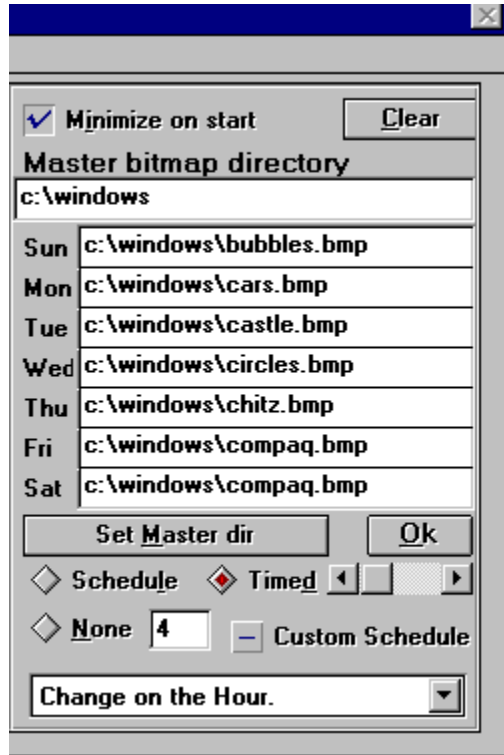 Minimize on start Clear
Master bitmap directory
c:\windows
Sun c:\windows\bubbles.bmp
Mon c:\windows\cars.bmp
Tue c:\windows\castle.bmp
Wed c:\windows\circles.bmp
Thu c:\windows\chitz.bmp
Fri c:\windows\compaq.bmp
Sat c:\windows\compaq.bmp
Set Master dir Ok
Schedule Timed
None 4 Custom Schedule
Change on the Hour.